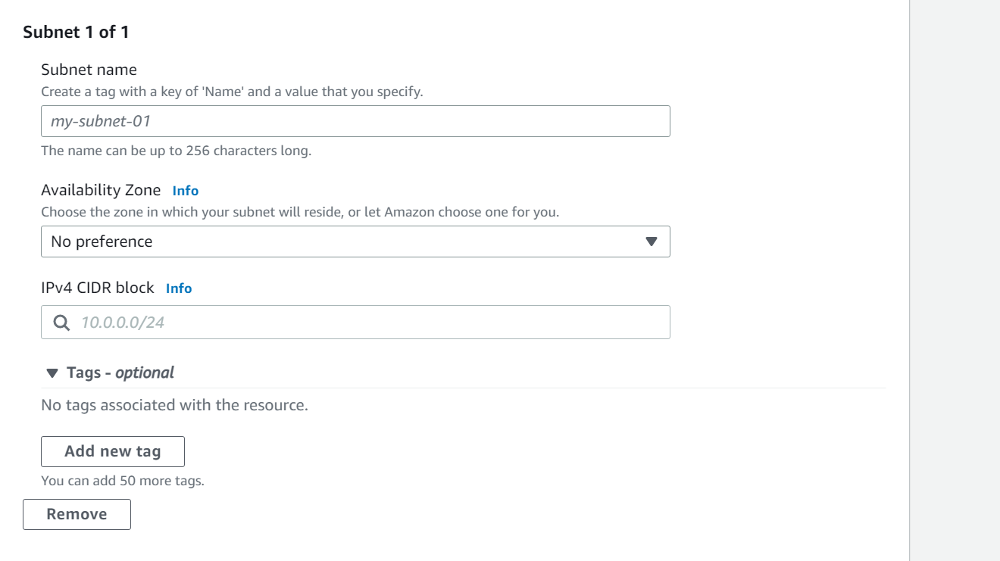 Subnet 1 of 1
Subnet name
Create a tag with a key of 'Name' and a value that you specify.
my-subnet-01
The name can be up to 256 characters long.
Availability Zone Info
Choose the zone in which your subnet will reside, or let Amazon choose one for you.
No preference
IPv4 CIDR block Info
10.0.0.0/24
Tags - optional
No tags associated with the resource.
Add new tag
You can add 50 more tags.
Remove